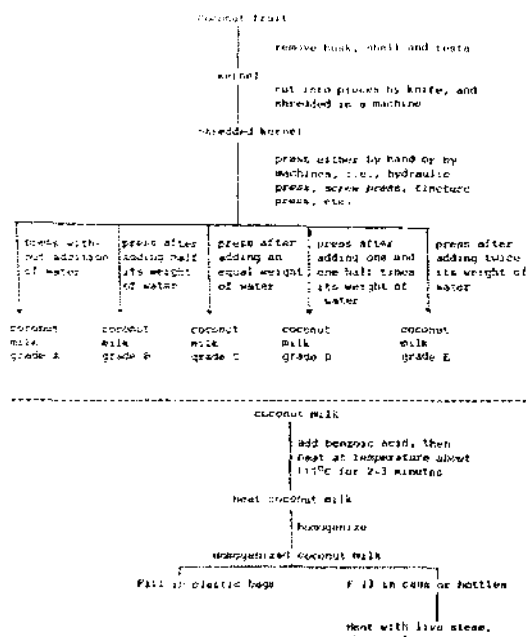 Coconut fruit
remove husk, shell and testa
kernel
cut into pieces by knife, and
shredded in a machine
shredded kernel
press either by hand or by
machines, i.e., hydraulic
press, screw press, tincture
press, etc.
press with-
out addition
of water
press after
adding half
its weight
of water
press after
adding an
equal weight
of water
press after
adding one and
one half times
its weight of
water
press after
adding twice
its weight of
water
coconut
milk
grade A
coconut
milk
grade B
coconut
milk
grade C
coconut
milk
grade D
coconut
milk
grade E
coconut milk
add benzoic acid, then
heat at temperature about
°C for 2-3 minutes
heat coconut milk
homogenize
homogenized coconut milk
Fill in plastic bags
Fill in cans or bottles
Heat with live steam,